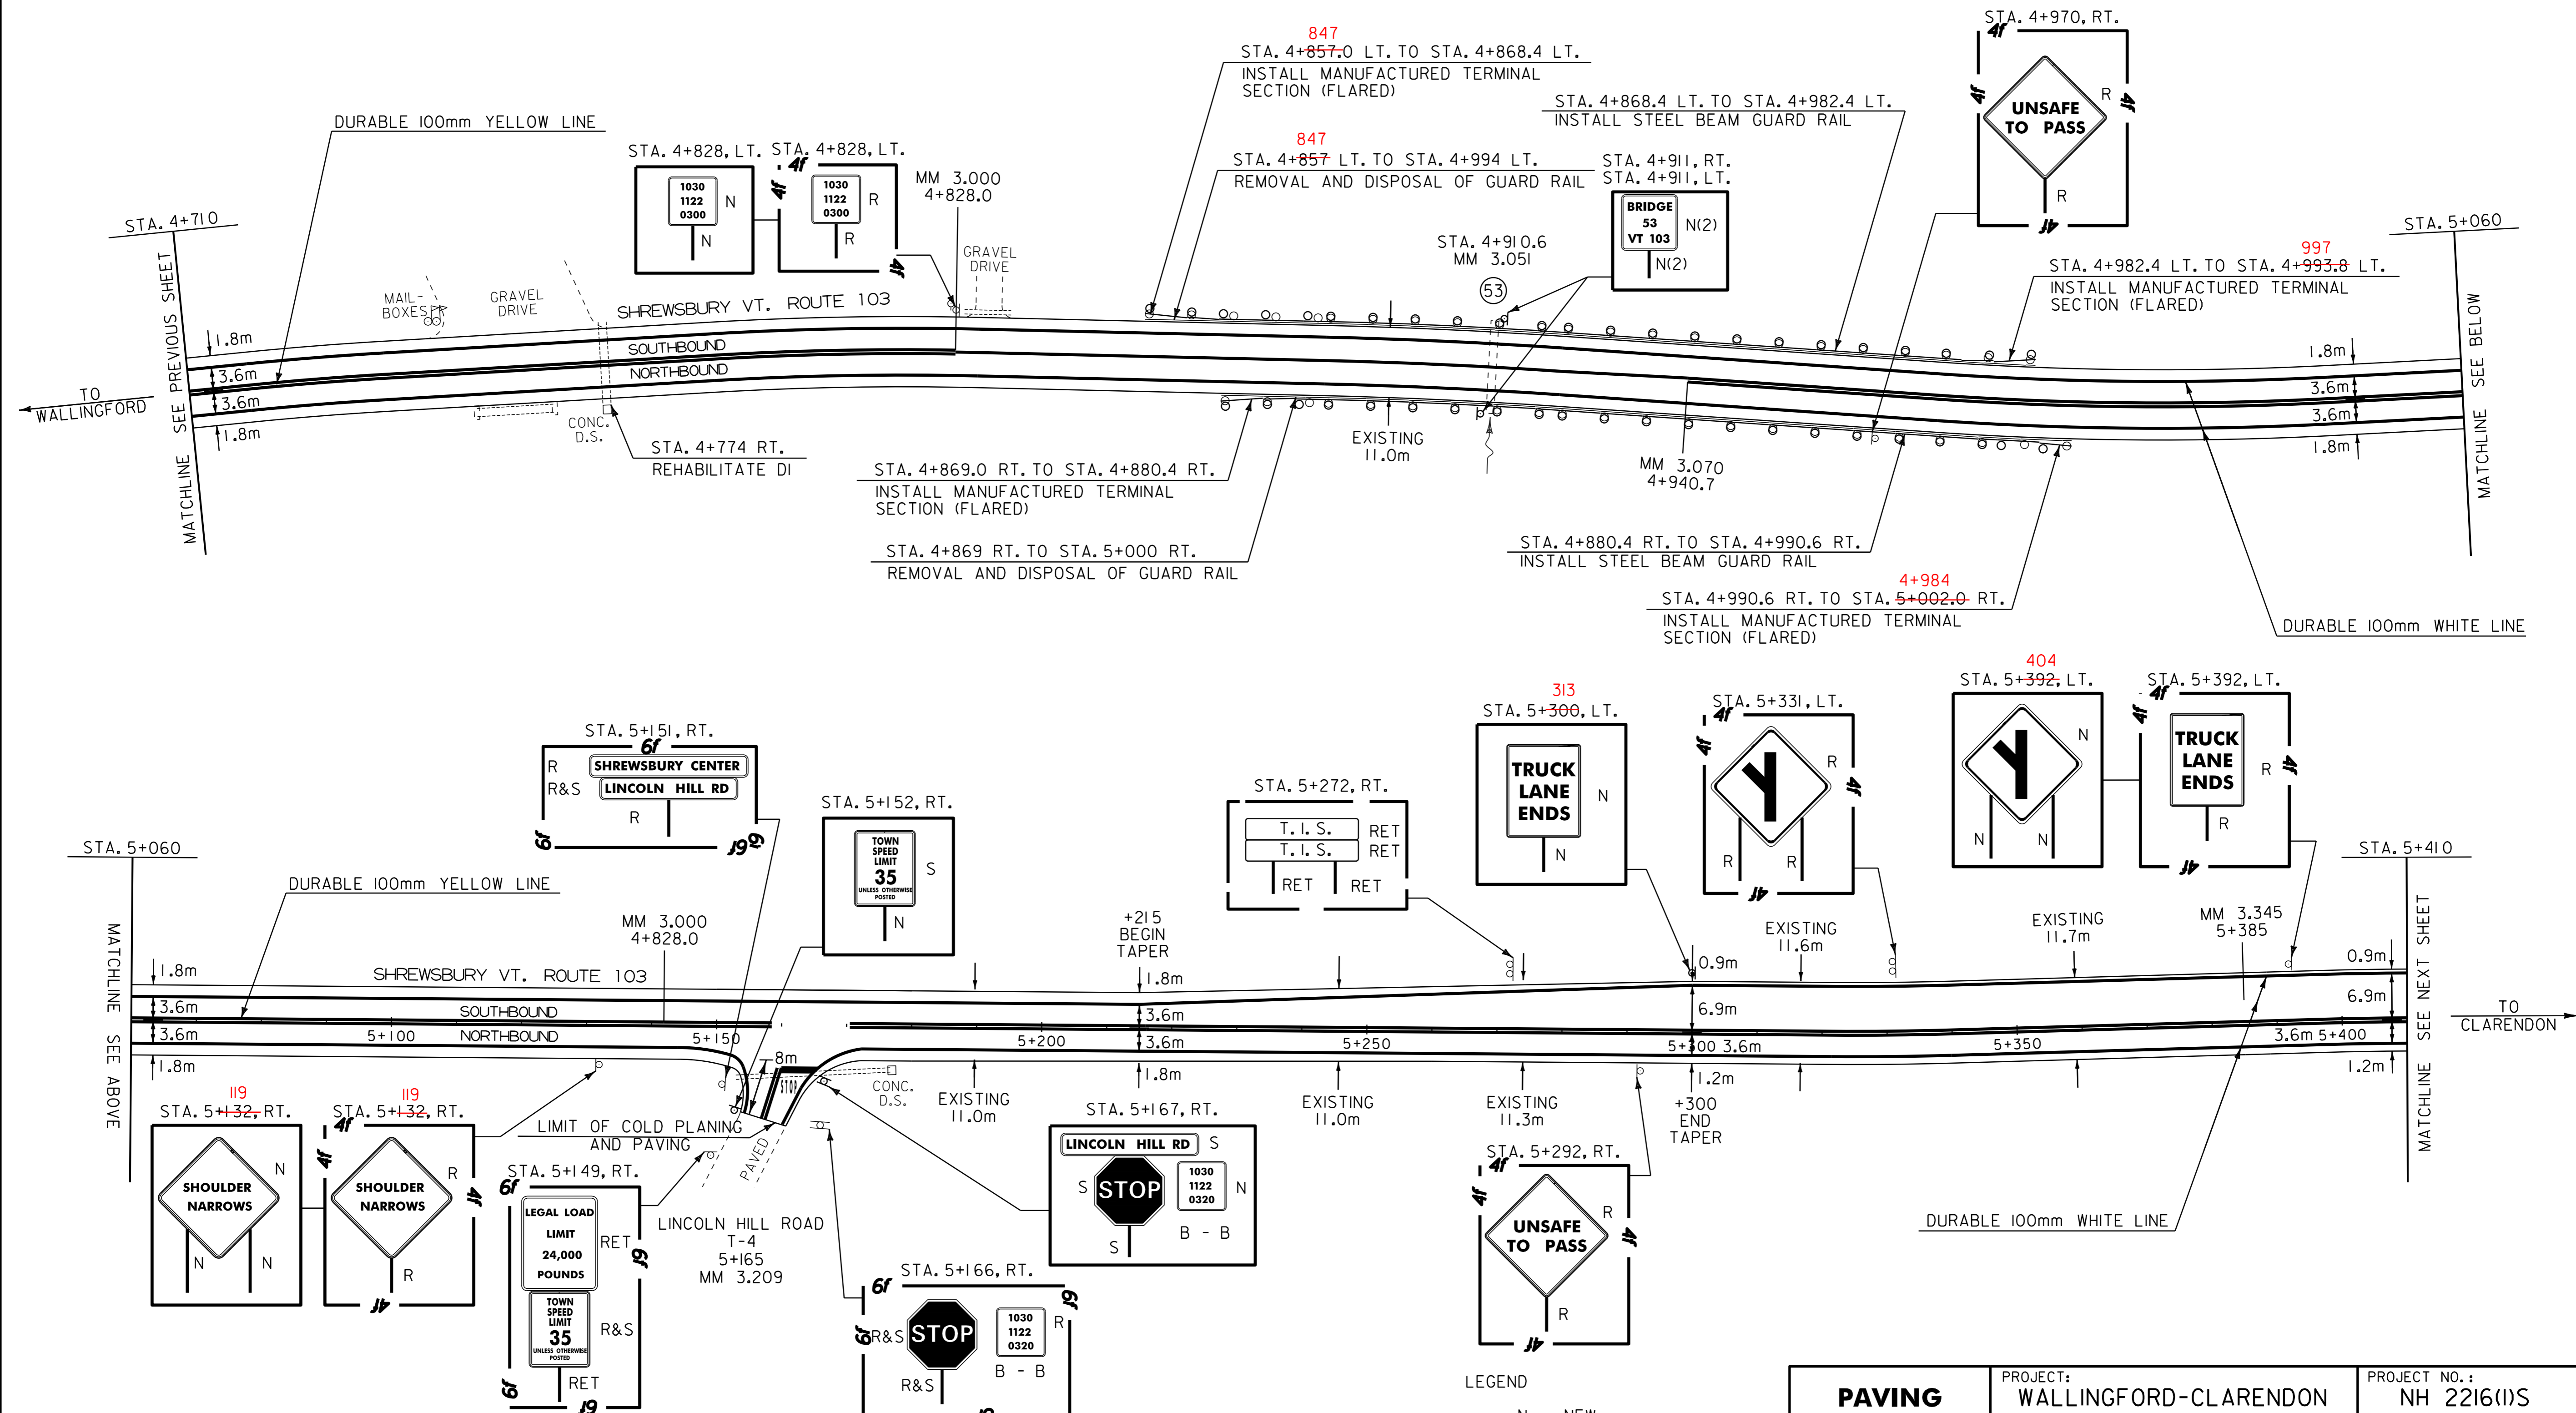 STA. 4+710
MATCHLINE SEE PREVIOUS SHEET
TO
WALLINGFORD
DURABLE 100mm YELLOW LINE
1.8m
3.6m
3.6m
1.8m
MAIL-
BOXES
GRAVEL
DRIVE
SHREWSBURY VT. ROUTE 103
SOUTHBOUND
NORTHBOUND
CONC.
D.S.
STA. 4+774 RT.
REHABILITATE DI
STA. 4+828, LT.
1030
1122
0300
N
N
STA. 4+828, LT.
4f
4f
1030
1122
0300
R
R
4f
MM 3.000
4+828.0
GRAVEL
DRIVE
847
STA. 4+857.0 LT. TO STA. 4+868.4 LT.
INSTALL MANUFACTURED TERMINAL
SECTION (FLARED)
847
STA. 4+857 LT. TO STA. 4+994 LT.
REMOVAL AND DISPOSAL OF GUARD RAIL
STA. 4+868.4 LT. TO STA. 4+982.4 LT.
INSTALL STEEL BEAM GUARD RAIL
STA. 4+911, RT.
STA. 4+911, LT.
BRIDGE
53
VT 103
N(2)
N(2)
STA. 4+910.6
MM 3.051
53
STA. 4+970, RT.
4f
4f
UNSAFE
TO PASS
R
4f
R
4f
STA. 5+060
997
STA. 4+982.4 LT. TO STA. 4+993.8 LT.
INSTALL MANUFACTURED TERMINAL
SECTION (FLARED)
1.8m
3.6m
3.6m
1.8m
MATCHLINE SEE BELOW
EXISTING
11.0m
MM 3.070
4+940.7
STA. 4+869.0 RT. TO STA. 4+880.4 RT.
INSTALL MANUFACTURED TERMINAL
SECTION (FLARED)
STA. 4+869 RT. TO STA. 5+000 RT.
REMOVAL AND DISPOSAL OF GUARD RAIL
STA. 4+880.4 RT. TO STA. 4+990.6 RT.
INSTALL STEEL BEAM GUARD RAIL
4+984
STA. 4+990.6 RT. TO STA. 5+002.0 RT.
INSTALL MANUFACTURED TERMINAL
SECTION (FLARED)
DURABLE 100mm WHITE LINE
STA. 5+060
MATCHLINE SEE ABOVE
DURABLE 100mm YELLOW LINE
1.8m
3.6m
3.6m
1.8m
SHREWSBURY VT. ROUTE 103
SOUTHBOUND
NORTHBOUND
5+100
5+150
5+200
5+250
5+300
5+350
5+400
STA. 5+151, RT.
6f
R
SHREWSBURY CENTER
R&S
LINCOLN HILL RD
R
6f
6f
6f
MM 3.000
4+828.0
STA. 5+152, RT.
TOWN
SPEED
LIMIT
35
UNLESS OTHERWISE
POSTED
S
N
+215
BEGIN
TAPER
1.8m
3.6m
3.6m
1.8m
STA. 5+272, RT.
T. I. S.
RET
T. I. S.
RET
RET
RET
313
STA. 5+300, LT.
TRUCK
LANE
ENDS
N
N
STA. 5+331, LT.
4f
4f
R
4f
R
R
4f
404
STA. 5+392, LT.
N
N
N
STA. 5+392, LT.
4f
4f
TRUCK
LANE
ENDS
R
4f
R
4f
STA. 5+410
MATCHLINE SEE NEXT SHEET
TO
CLARENDON
0.9m
6.9m
3.6m
1.2m
EXISTING
11.6m
EXISTING
11.7m
MM 3.345
5+385
0.9m
6.9m
3.6m
1.2m
8m
STOP
CONC.
D.S.
EXISTING
11.0m
EXISTING
11.0m
EXISTING
11.3m
+300
END
TAPER
119
STA. 5+132, RT.
SHOULDER
NARROWS
N
N
N
119
STA. 5+132, RT.
4f
4f
SHOULDER
NARROWS
R
4f
R
4f
LIMIT OF COLD PLANING
AND PAVING
PAVED
STA. 5+149, RT.
6f
LEGAL LOAD
LIMIT
24,000
POUNDS
RET
6f
TOWN
SPEED
LIMIT
35
UNLESS OTHERWISE
POSTED
R&S
RET
6f
6f
LINCOLN HILL ROAD
T-4
5+165
MM 3.209
STA. 5+166, RT.
6f
6f
6f
R&S
STOP
1030
1122
0320
R
B - B
R&S
STA. 5+167, RT.
LINCOLN HILL RD
S
S
STOP
1030
1122
0320
N
B - B
S
STA. 5+292, RT.
4f
4f
UNSAFE
TO PASS
R
4f
R
4f
DURABLE 100mm WHITE LINE
LEGEND
PAVING
PROJECT:
WALLINGFORD-CLARENDON
PROJECT NO.:
NH 2216(1)S